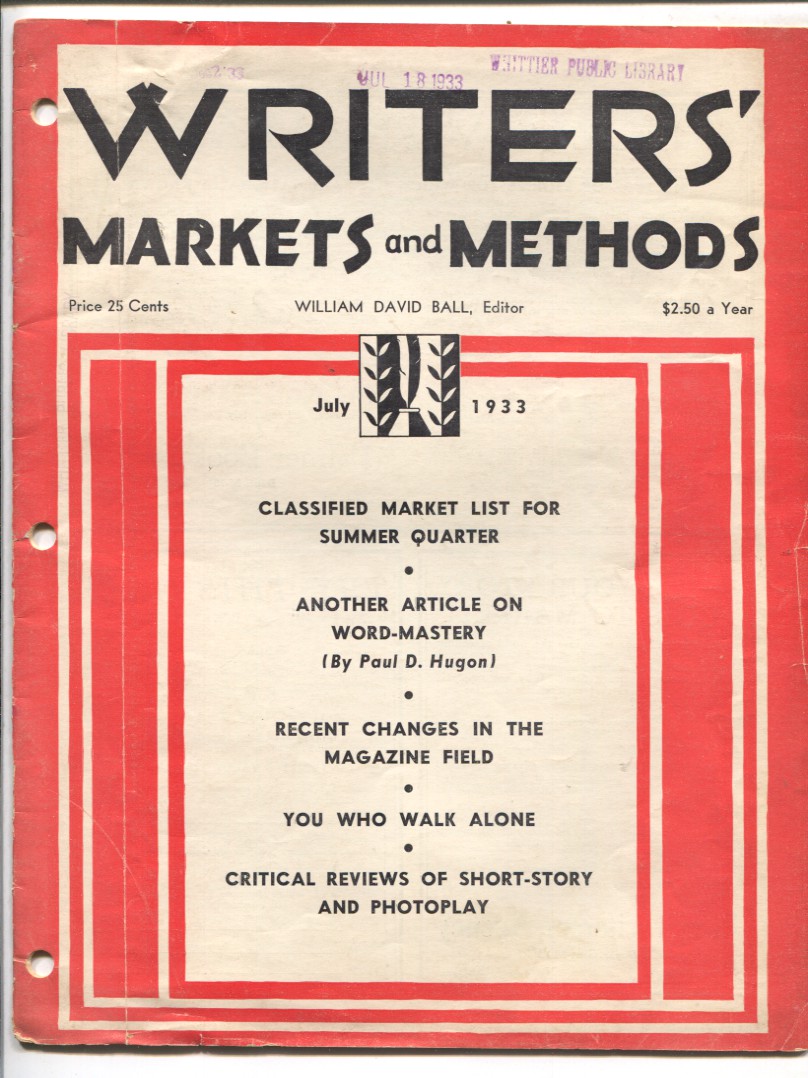 JUL 18 1933
WHITTIER PUBLIC LIBRARY
WRITERS'
MARKETS and METHODS
Price 25 Cents
WILLIAM DAVID BALL, Editor
$2.50 a Year
July
1933
CLASSIFIED MARKET LIST FOR
SUMMER QUARTER
ANOTHER ARTICLE ON
WORD-MASTERY
(By Paul D. Hugon)
RECENT CHANGES IN THE
MAGAZINE FIELD
YOU WHO WALK ALONE
CRITICAL REVIEWS OF SHORT-STORY
AND PHOTOPLAY